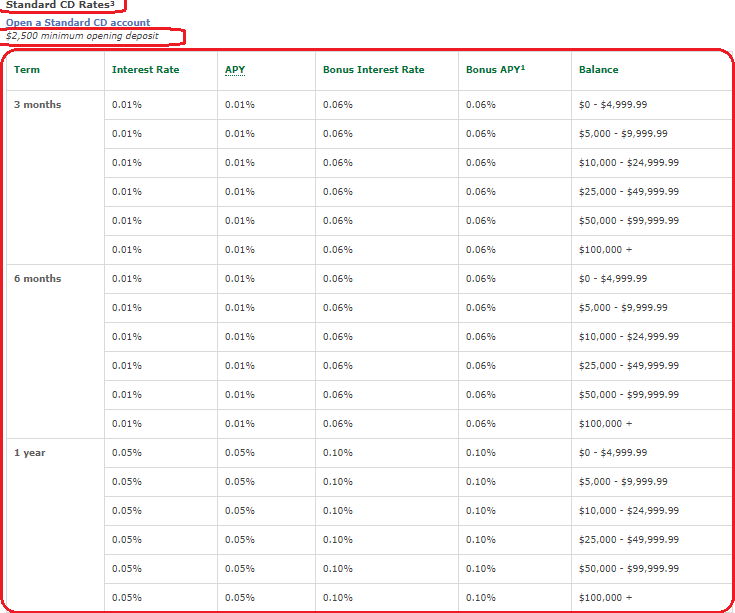 Standard CD Rates³
Open a Standard CD account
$2,500 minimum opening deposit
Term Interest Rate APY Bonus Interest Rate Bonus APY¹ Balance
3 months 0.01% 0.01% 0.06% 0.06% $0 - $4,999.99
0.01% 0.01% 0.06% 0.06% $5,000 - $9,999.99
0.01% 0.01% 0.06% 0.06% $10,000 - $24,999.99
0.01% 0.01% 0.06% 0.06% $25,000 - $49,999.99
0.01% 0.01% 0.06% 0.06% $50,000 - $99,999.99
0.01% 0.01% 0.06% 0.06% $100,000 +
6 months 0.01% 0.01% 0.06% 0.06% $0 - $4,999.99
0.01% 0.01% 0.06% 0.06% $5,000 - $9,999.99
0.01% 0.01% 0.06% 0.06% $10,000 - $24,999.99
0.01% 0.01% 0.06% 0.06% $25,000 - $49,999.99
0.01% 0.01% 0.06% 0.06% $50,000 - $99,999.99
0.01% 0.01% 0.06% 0.06% $100,000 +
1 year 0.05% 0.05% 0.10% 0.10% $0 - $4,999.99
0.05% 0.05% 0.10% 0.10% $5,000 - $9,999.99
0.05% 0.05% 0.10% 0.10% $10,000 - $24,999.99
0.05% 0.05% 0.10% 0.10% $25,000 - $49,999.99
0.05% 0.05% 0.10% 0.10% $50,000 - $99,999.99
0.05% 0.05% 0.10% 0.10% $100,000 +